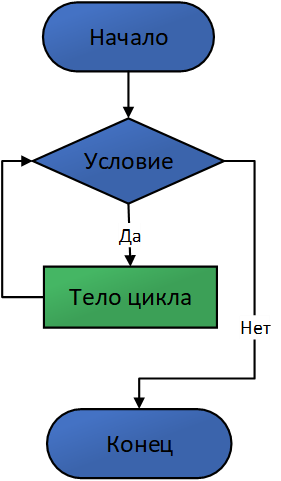 Начало
Условие
Да
Тело цикла
Нет
Конец